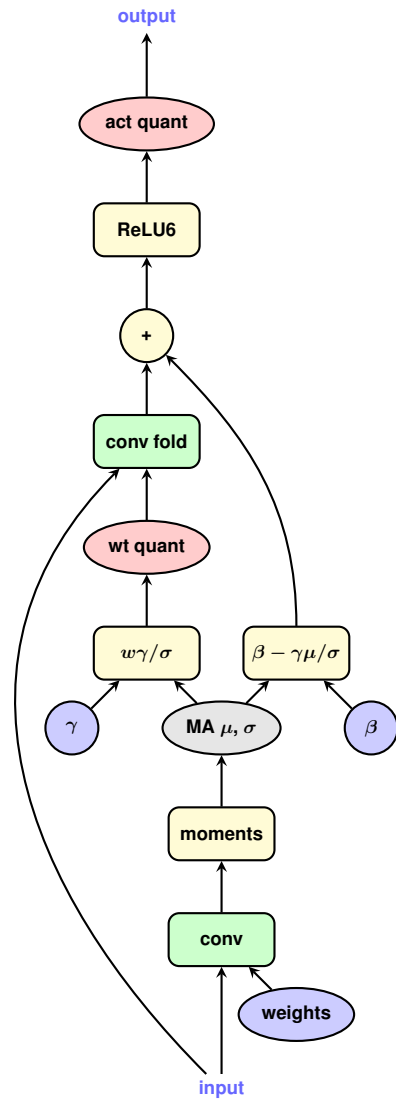 output
act quant
ReLU6
+
conv fold
wt quant
wγ/σ
β − γμ/σ
γ
MA μ, σ
β
moments
conv
weights
input